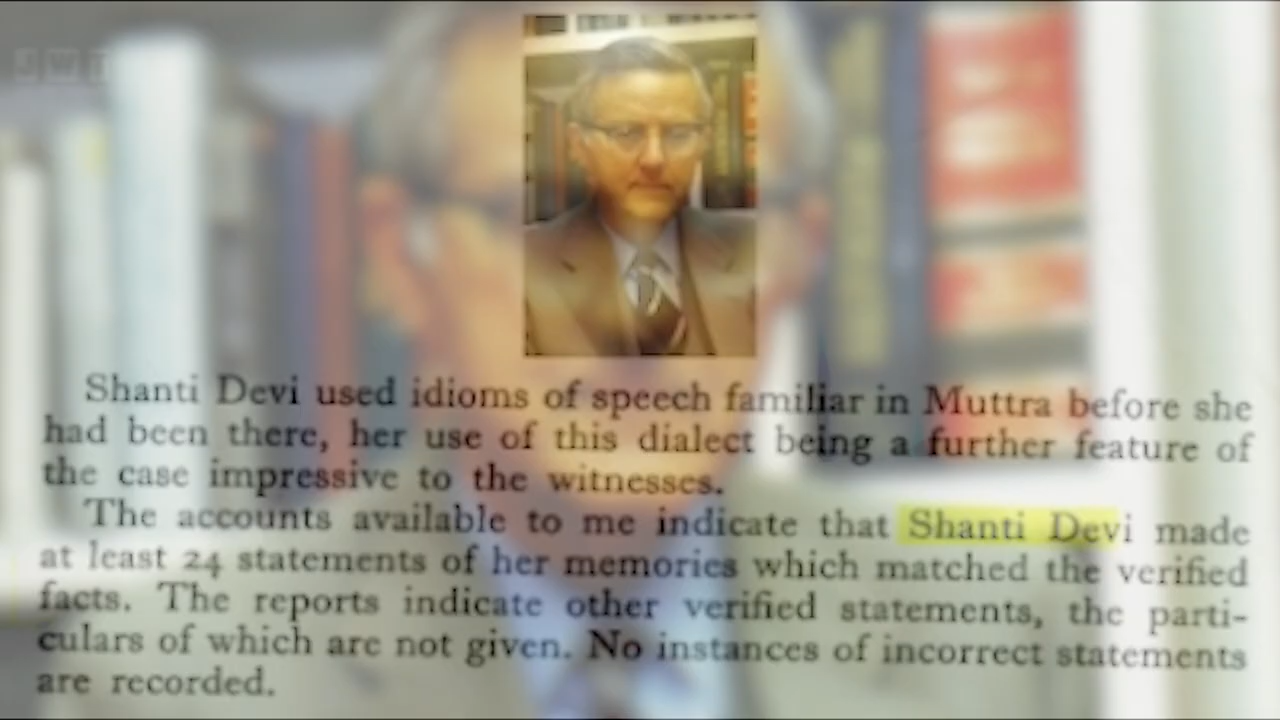 Shanti Devi used idioms of speech familiar in Muttra before she
had been there, her use of this dialect being a further feature of
the case impressive to the witnesses.
The accounts available to me indicate that Shanti Devi made
at least 24 statements of her memories which matched the verified
facts. The reports indicate other verified statements, the parti-
culars of which are not given. No instances of incorrect statements
are recorded.